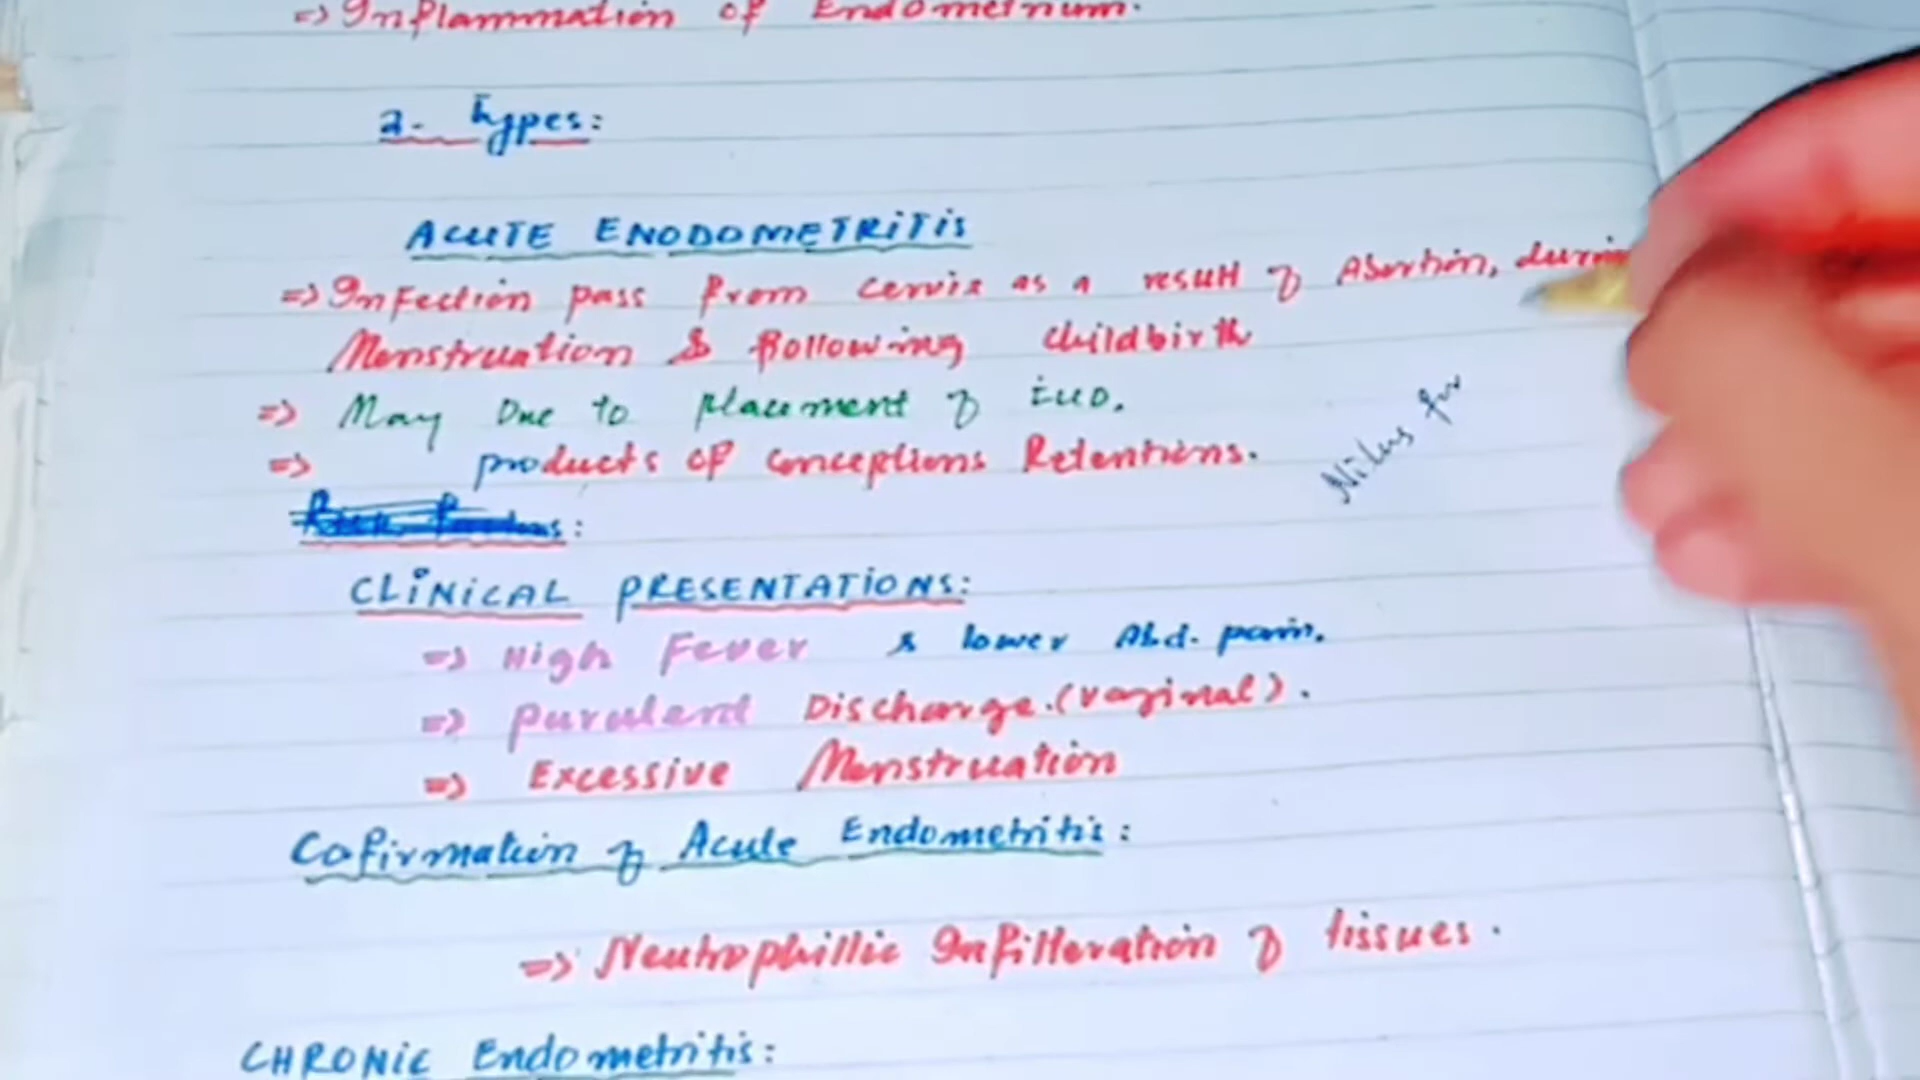 => Inflammation of Endometrium.
a. Types:
ACUTE ENODOMETRITIS
=> Infection pass from cervix as a result of Abortion, durin
Menstruation & following childbirth
=> May Due to placement of IUD.
=> products of conceptions Retentions.
:
CLINICAL PRESENTATIONS:
=> High Fever & lower Abd. pain.
=> purulent Discharge.(vaginal).
=> Excessive Menstruation
Cofirmation of Acute Endometritis:
=> Neutrophillic Infilteration of tissues.
CHRONIC Endometritis: